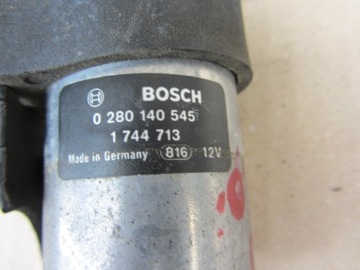 BOSCH
0 280 140 545
1 744 713
Made in Germany 816 12V